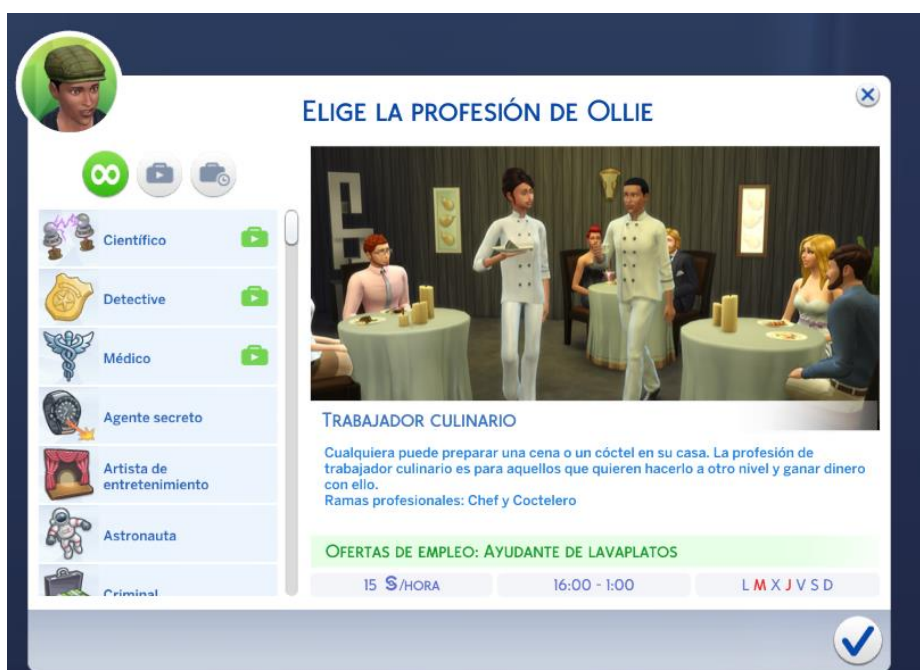 ELIGE LA PROFESIÓN DE OLLIE
Científico
Detective
Médico
Agente secreto
Artista de
entretenimiento
Astronauta
Criminal
TRABAJADOR CULINARIO
Cualquiera puede preparar una cena o un cóctel en su casa. La profesión de
trabajador culinario es para aquellos que quieren hacerlo a otro nivel y ganar dinero
con ello.
Ramas profesionales: Chef y Coctelero
OFERTAS DE EMPLEO: AYUDANTE DE LAVAPLATOS
15 §/HORA
16:00 - 1:00
L M X J V S D